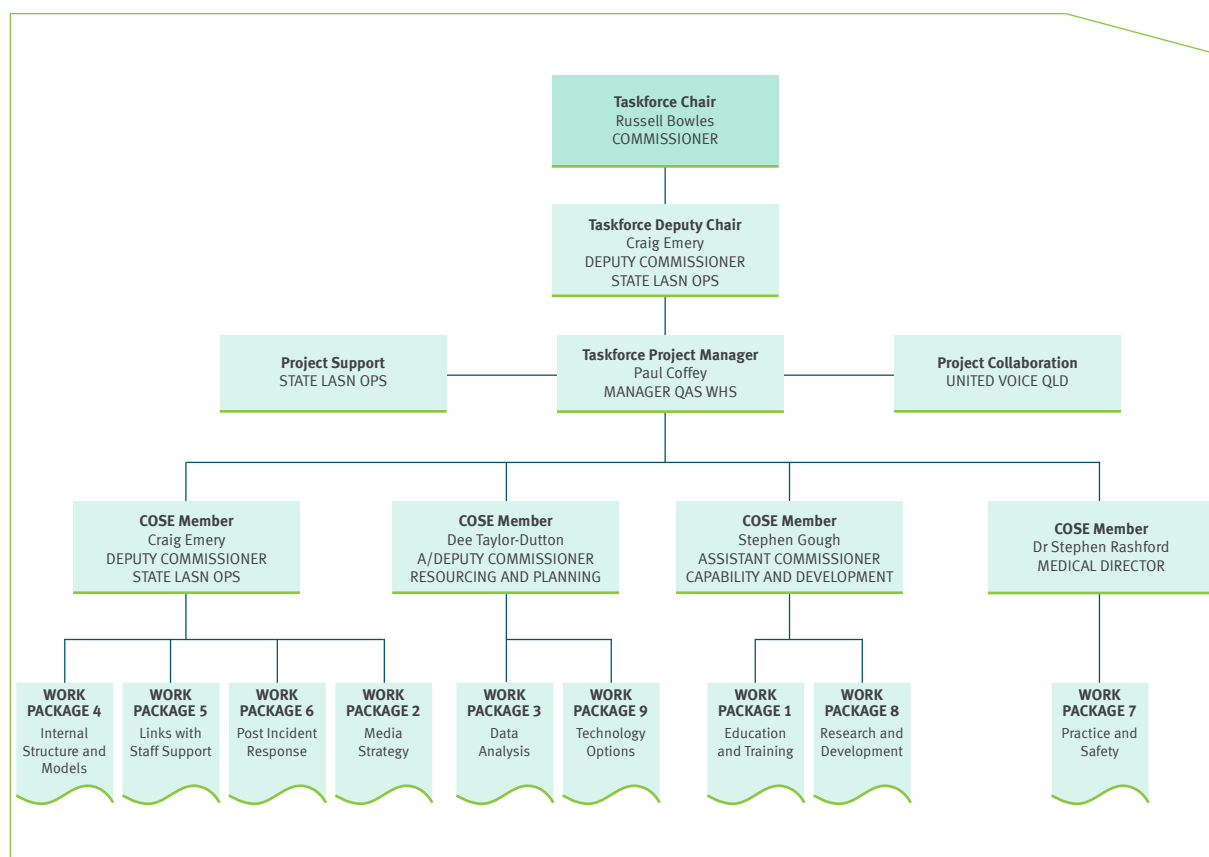 Taskforce Chair
Russell Bowles
COMMISSIONER
Taskforce Deputy Chair
Craig Emery
DEPUTY COMMISSIONER
STATE LASN OPS
Project Support
STATE LASN OPS
Taskforce Project Manager
Paul Coffey
MANAGER QAS WHS
Project Collaboration
UNITED VOICE QLD
COSE Member
Craig Emery
DEPUTY COMMISSIONER
STATE LASN OPS
COSE Member
Dee Taylor-Dutton
A/DEPUTY COMMISSIONER
RESOURCING AND PLANNING
COSE Member
Stephen Gough
ASSISTANT COMMISSIONER
CAPABILITY AND DEVELOPMENT
COSE Member
Dr Stephen Rashford
MEDICAL DIRECTOR
WORK
PACKAGE 4
Internal
Structure and
Models
WORK
PACKAGE 5
Links with
Staff Support
WORK
PACKAGE 6
Post Incident
Response
WORK
PACKAGE 2
Media
Strategy
WORK
PACKAGE 3
Data
Analysis
WORK
PACKAGE 9
Technology
Options
WORK
PACKAGE 1
Education
and Training
WORK
PACKAGE 8
Research and
Development
WORK
PACKAGE 7
Practice and
Safety